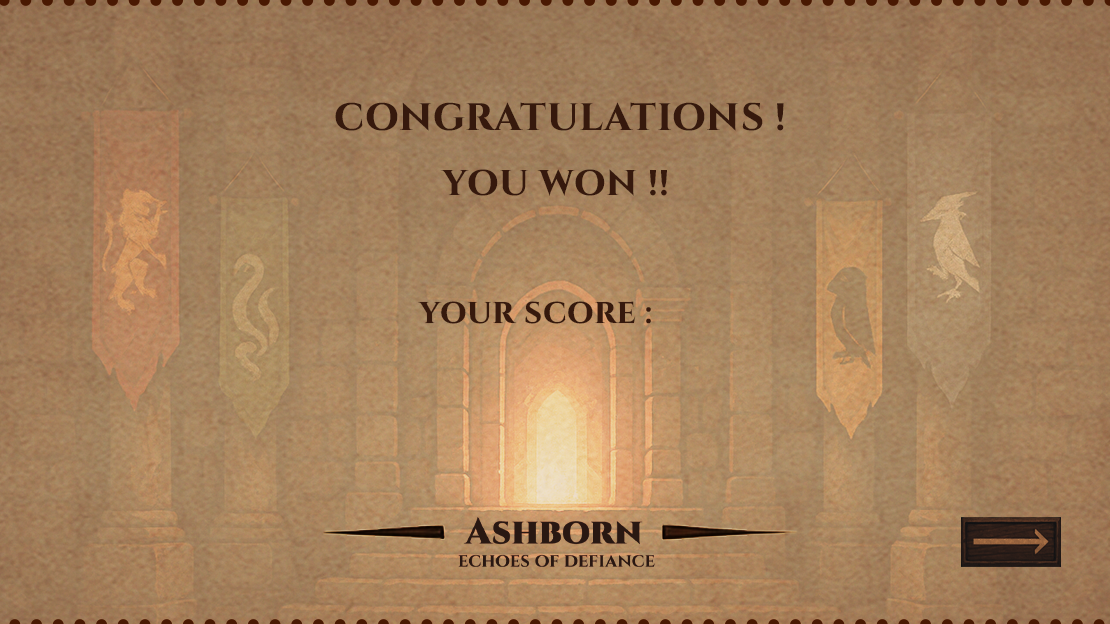 CONGRATULATIONS !
YOU WON !!
YOUR SCORE :
ASHBORN
ECHOES OF DEFIANCE